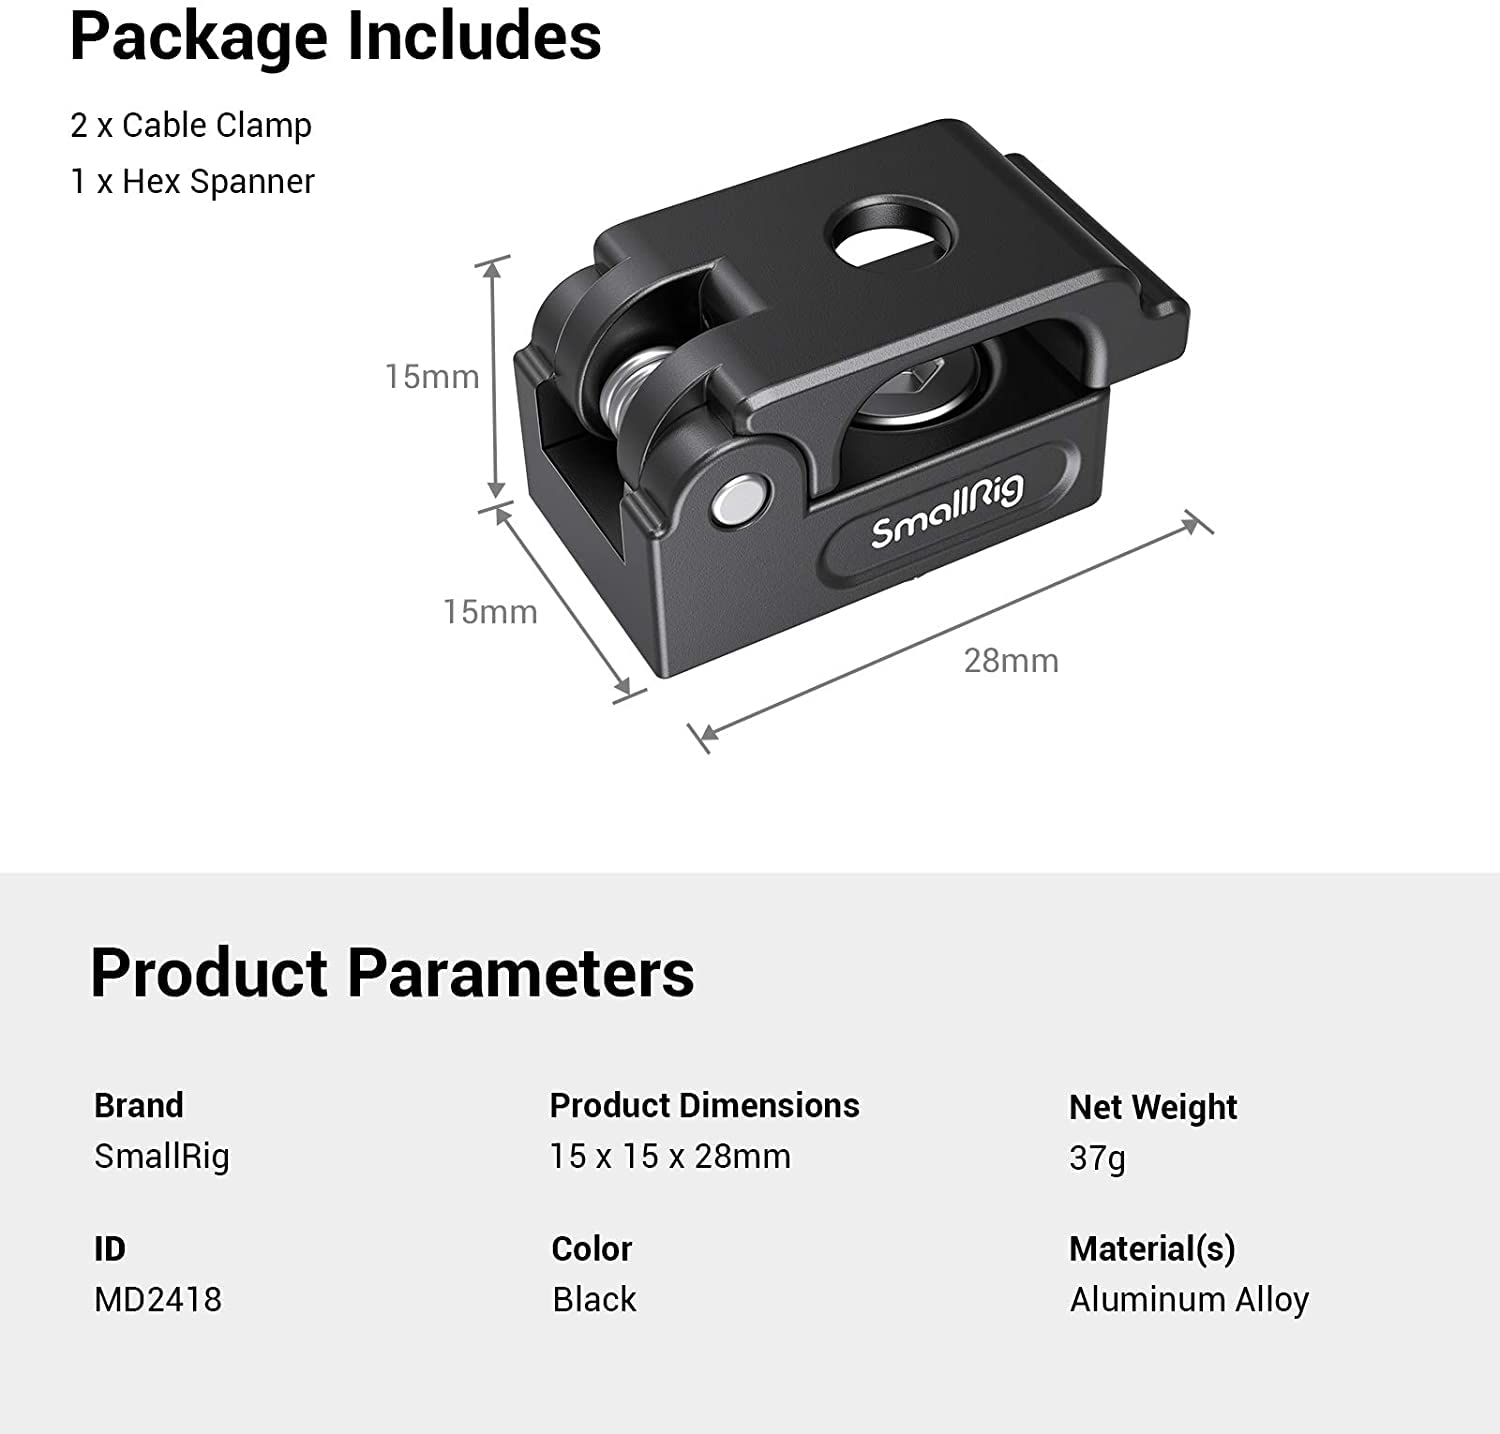 Package Includes
2 x Cable Clamp
1 x Hex Spanner
15mm
15mm
SmallRig
28mm
Product Parameters
Brand
SmallRig
Product Dimensions
15 x 15 x 28mm
Net Weight
37g
ID
MD2418
Color
Black
Material(s)
Aluminum Alloy